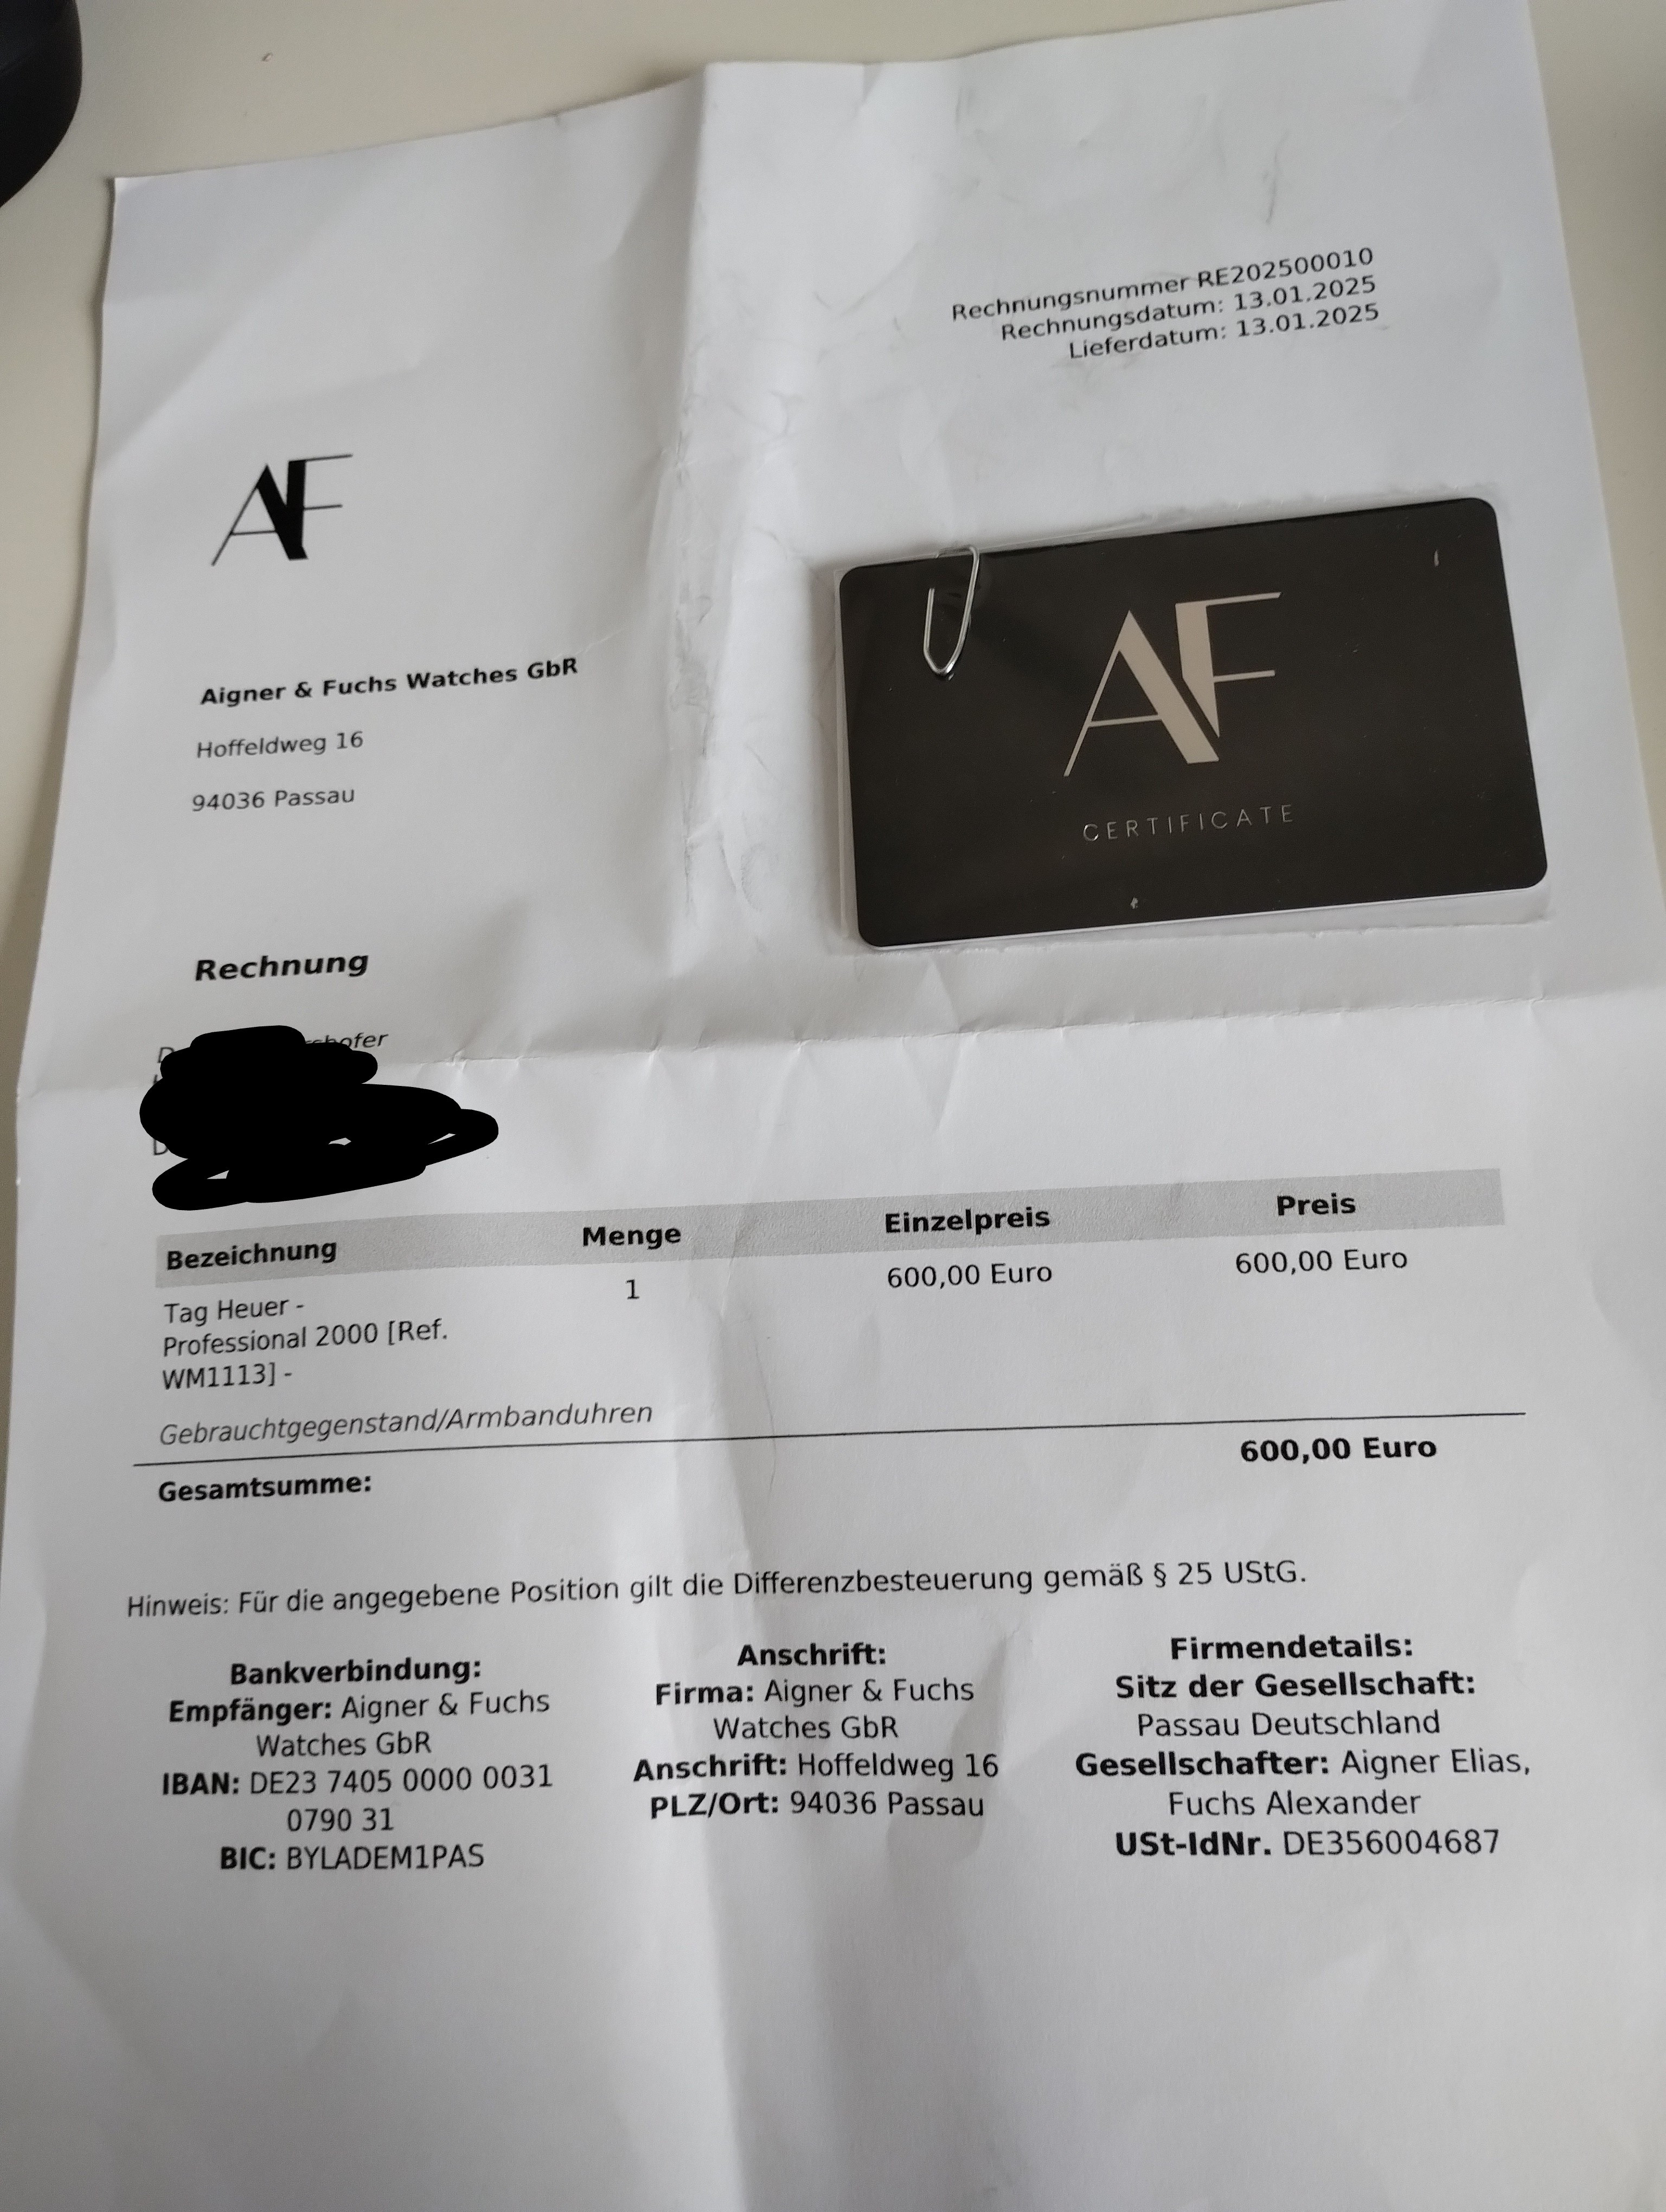 Rechnungsnummer RE202500010
Rechnungsdatum: 13.01.2025
Lieferdatum: 13.01.2025
AF
Aigner & Fuchs Watches GbR
Hoffeldweg 16
94036 Passau
AF
CERTIFICATE
Rechnung
Bezeichnung Menge Einzelpreis Preis
Tag Heuer - 1 600,00 Euro 600,00 Euro
Professional 2000 [Ref.
WM1113] -
Gebrauchtgegenstand/Armbanduhren
Gesamtsumme: 600,00 Euro
Hinweis: Für die angegebene Position gilt die Differenzbesteuerung gemäß § 25 UStG.
Bankverbindung:
Empfänger: Aigner & Fuchs
Watches GbR
IBAN: DE23 7405 0000 0031
0790 31
BIC: BYLADEM1PAS
Anschrift:
Firma: Aigner & Fuchs
Watches GbR
Anschrift: Hoffeldweg 16
PLZ/Ort: 94036 Passau
Firmendetails:
Sitz der Gesellschaft:
Passau Deutschland
Gesellschafter: Aigner Elias,
Fuchs Alexander
USt-IdNr. DE356004687